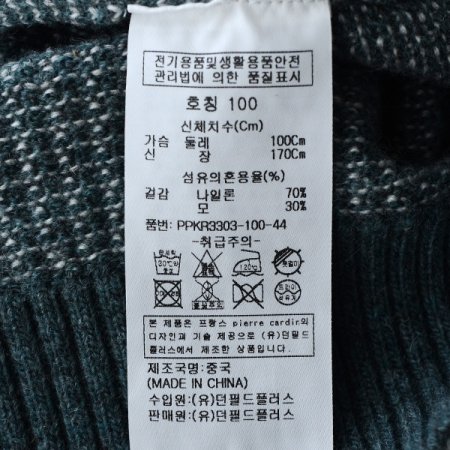 전기용품및생활용품안전
관리법에 의한 품질표시
호칭 100
신체치수(Cm)
가슴 둘레 100Cm
신 장 170Cm
섬유의혼용율(%)
겉감 나일론 70%
모 30%
품번: PPKR3303-100-44
-취급주의-
30℃약
120℃
본 제품은 프랑스 pierre cardin의
디자인과 기술 제공으로 (유)던필드
플러스에서 제조한 상품입니다.
제조국명:중국
(MADE IN CHINA)
수입원: (유)던필드플러스
판매원: (유)던필드플러스